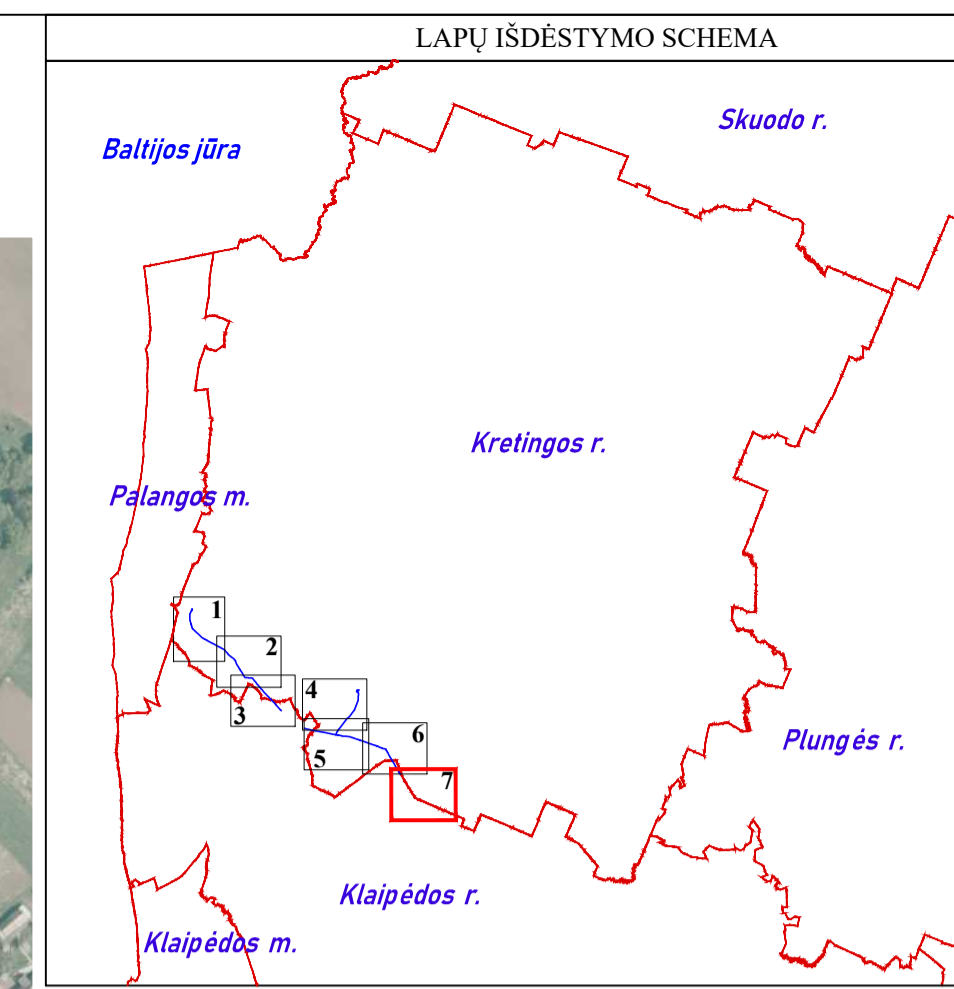 LAPŲ IŠDĖSTYMO SCHEMA
Skuodo r.
Baltijos jūra
Kretingos r.
Palangos m.
1
2
3
4
5
6
7
Plungės r.
Klaipėdos r.
Klaipėdos m.